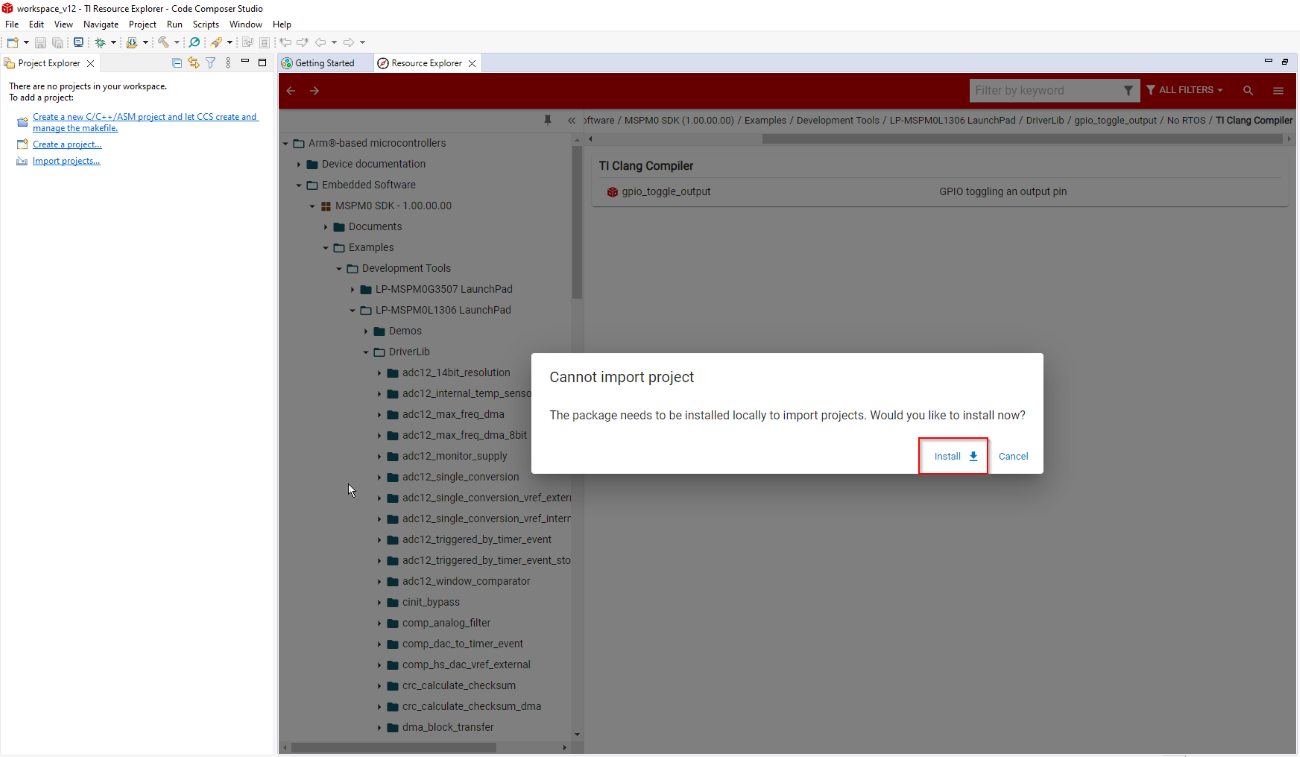 workspace_v12 - TI Resource Explorer - Code Composer Studio
File Edit View Navigate Project Run Scripts Window Help
Project Explorer
Getting Started
Resource Explorer
There are no projects in your workspace.
To add a project:
Create a new C/C++/ASM project and let CCS create and
manage the makefile.
Create a project...
Import projects...
Filter by keyword
ALL FILTERS
oftware / MSPM0 SDK (1.00.00.00) / Examples / Development Tools / LP-MSPM0L1306 LaunchPad / DriverLib / gpio_toggle_output / No RTOS / TI Clang Compiler
Arm®-based microcontrollers
Device documentation
Embedded Software
MSPM0 SDK - 1.00.00.00
Documents
Examples
Development Tools
LP-MSPM0G3507 LaunchPad
LP-MSPM0L1306 LaunchPad
Demos
DriverLib
adc12_14bit_resolution
adc12_internal_temp_senso
adc12_max_freq_dma
adc12_max_freq_dma_8bit
adc12_monitor_supply
adc12_single_conversion
adc12_single_conversion_vref_extern
adc12_single_conversion_vref_intern
adc12_triggered_by_timer_event
adc12_triggered_by_timer_event_sto
adc12_window_comparator
cinit_bypass
comp_analog_filter
comp_dac_to_timer_event
comp_hs_dac_vref_external
crc_calculate_checksum
crc_calculate_checksum_dma
dma_block_transfer
TI Clang Compiler
gpio_toggle_output GPIO toggling an output pin
Cannot import project
The package needs to be installed locally to import projects. Would you like to install now?
Install Cancel